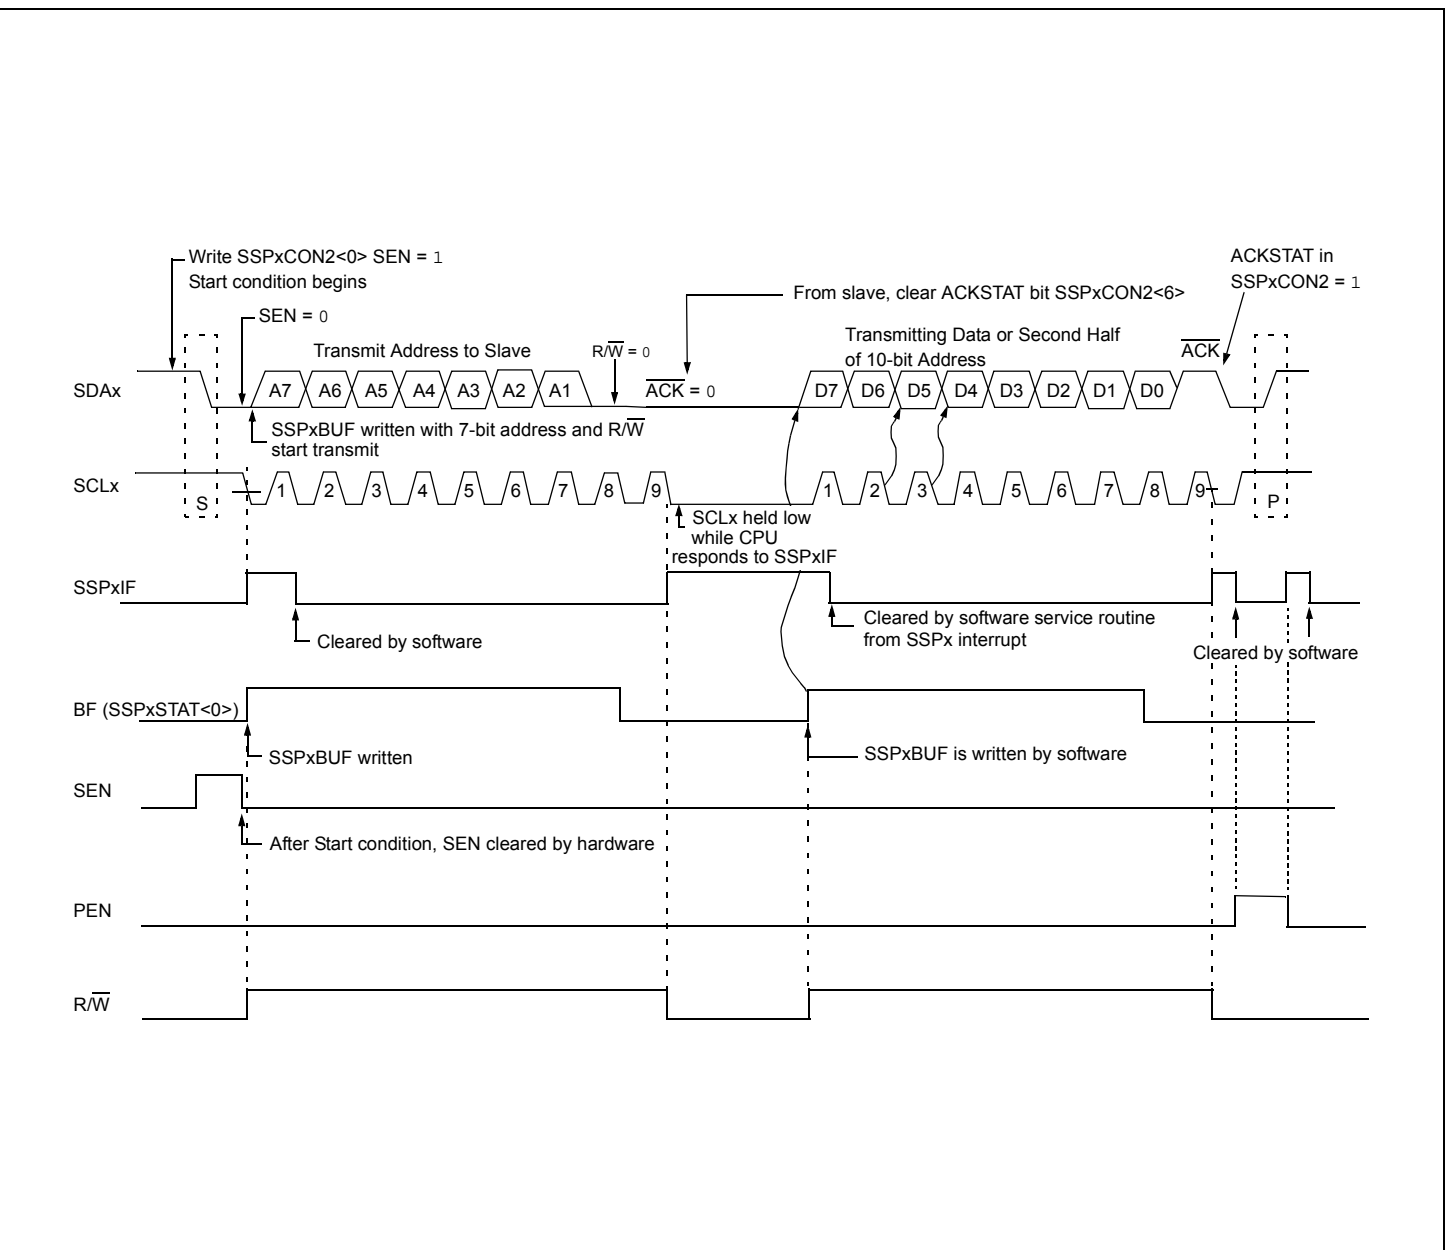 Write SSPxCON2<0> SEN = 1
Start condition begins
SEN = 0
Transmit Address to Slave
R/W̅ = 0
From slave, clear ACKSTAT bit SSPxCON2<6>
ACKSTAT in
SSPxCON2 = 1
Transmitting Data or Second Half
of 10-bit Address
A̅C̅K̅
SDAx
A7 A6 A5 A4 A3 A2 A1
A̅C̅K̅ = 0
D7 D6 D5 D4 D3 D2 D1 D0
SSPxBUF written with 7-bit address and R/W̅
start transmit
SCLx
S
1 2 3 4 5 6 7 8 9
1 2 3 4 5 6 7 8 9
P
SCLx held low
while CPU
responds to SSPxIF
SSPxIF
Cleared by software
Cleared by software service routine
from SSPx interrupt
Cleared by software
BF (SSPxSTAT<0>)
SSPxBUF written
SSPxBUF is written by software
SEN
After Start condition, SEN cleared by hardware
PEN
R/W̅